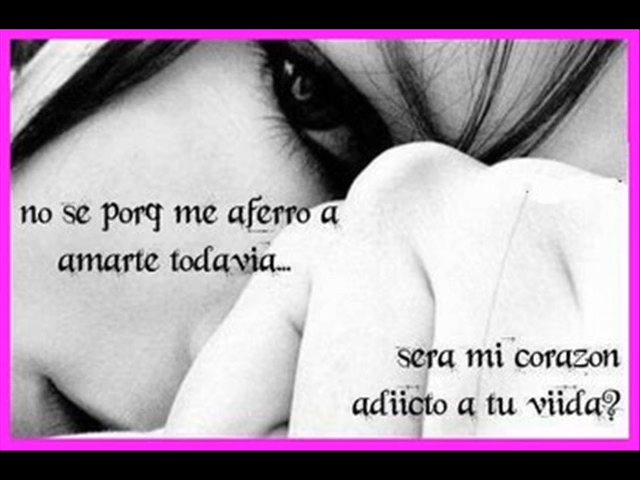 no se porq me aferro a
amarte todavia...
sera mi corazon
adiicto a tu viida?